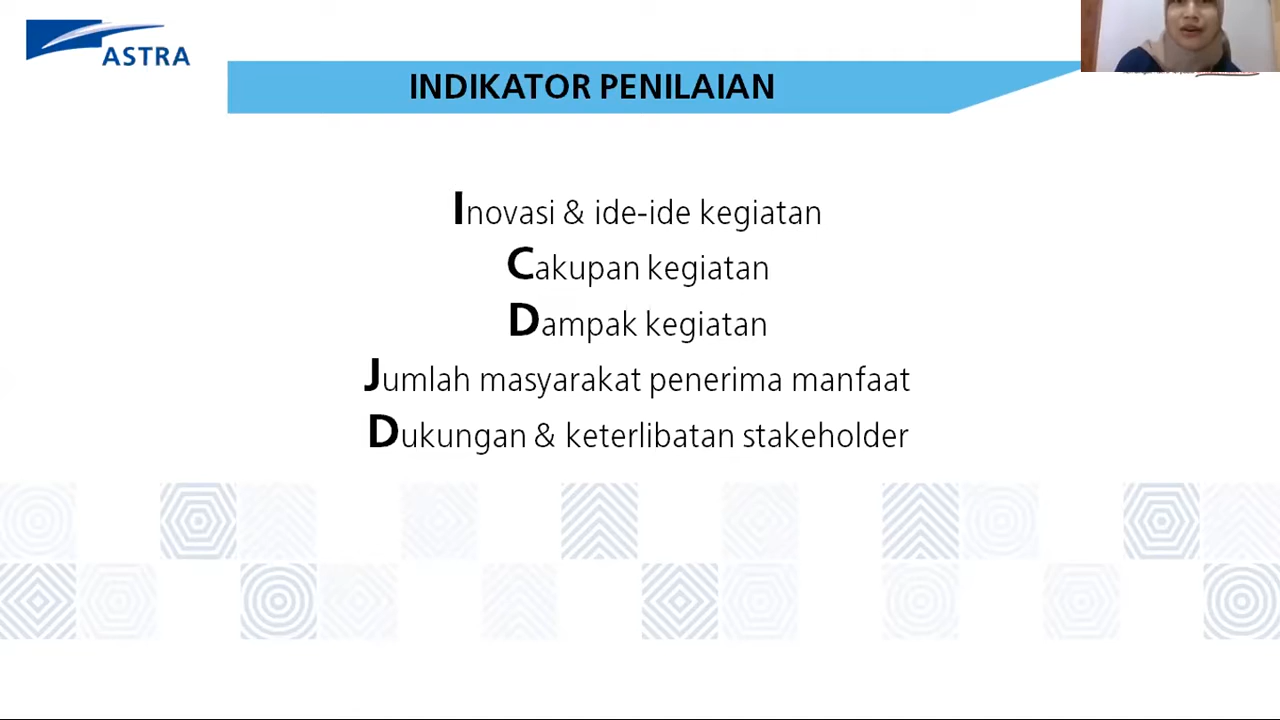 ASTRA
INDIKATOR PENILAIAN
Inovasi & ide-ide kegiatan
Cakupan kegiatan
Dampak kegiatan
Jumlah masyarakat penerima manfaat
Dukungan & keterlibatan stakeholder